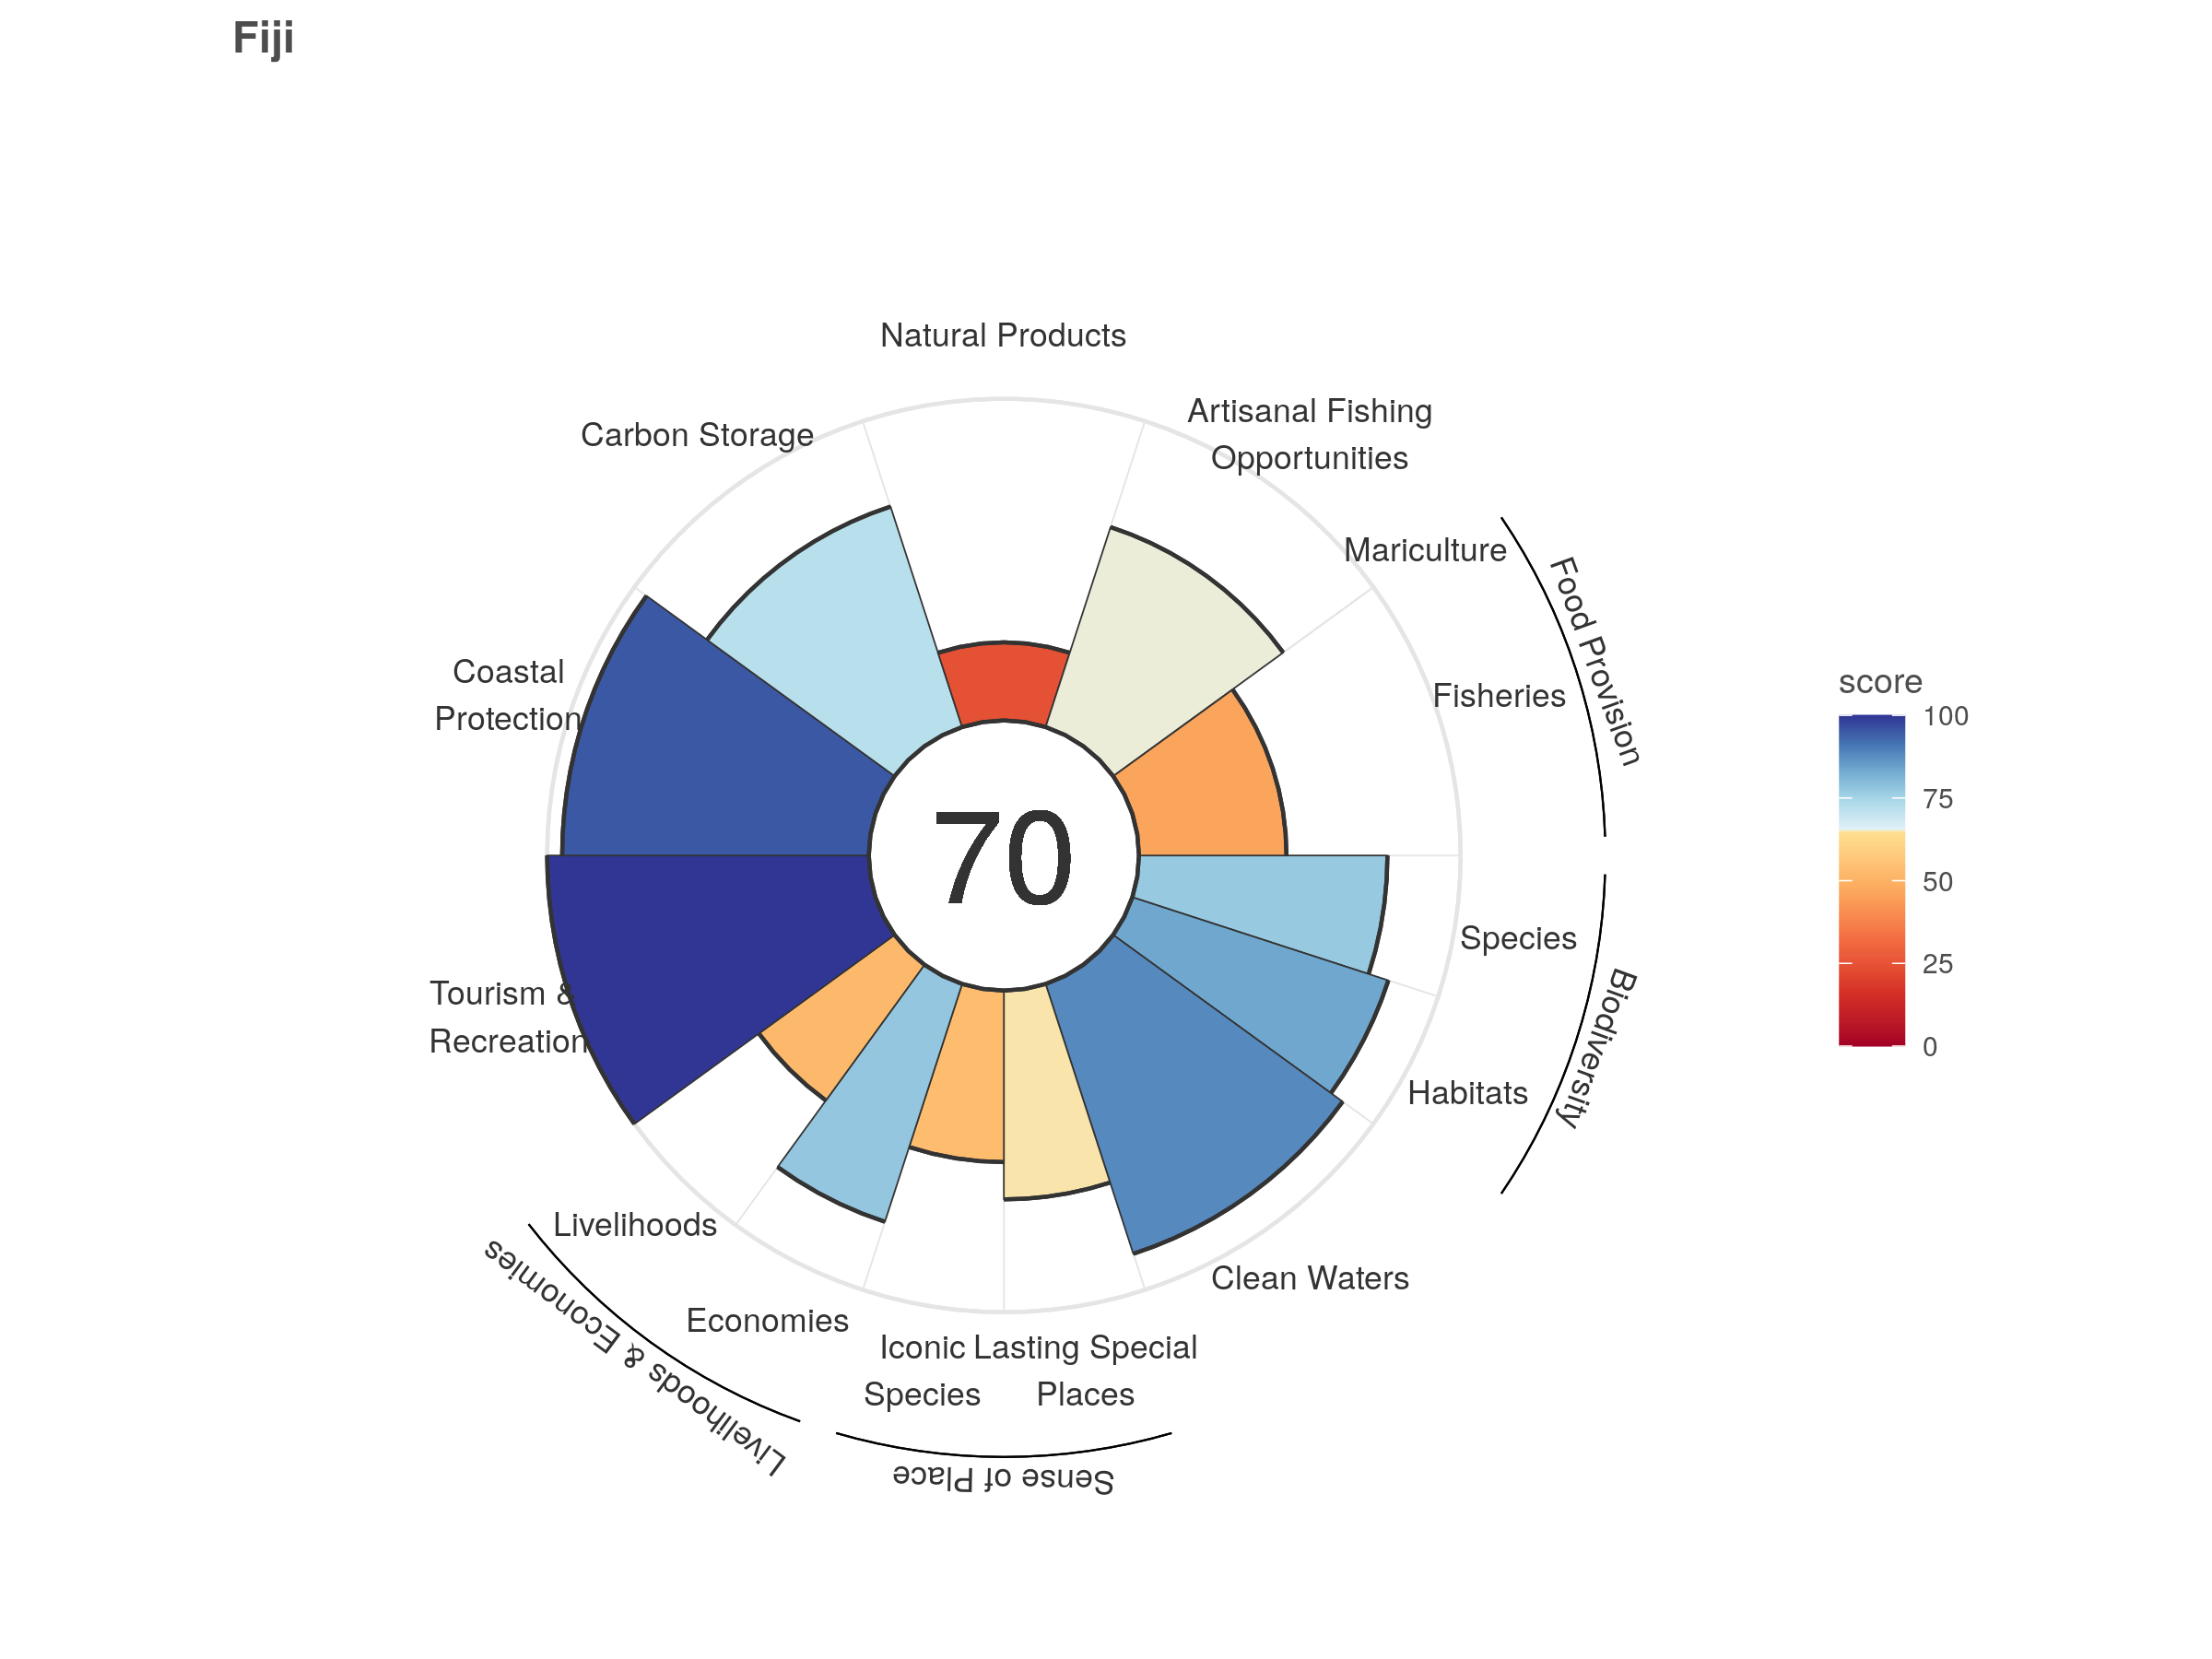 Fiji
Natural Products
Artisanal Fishing
Opportunities
Carbon Storage
Mariculture
Food Provision
Fisheries
Coastal
Protection
score
100
75
50
25
0
70
Species
Biodiversity
Tourism &
Recreation
Habitats
Livelihoods
Clean Waters
Economies
Livelihoods & Economies
Iconic
Species
Lasting Special
Places
Sense of Place